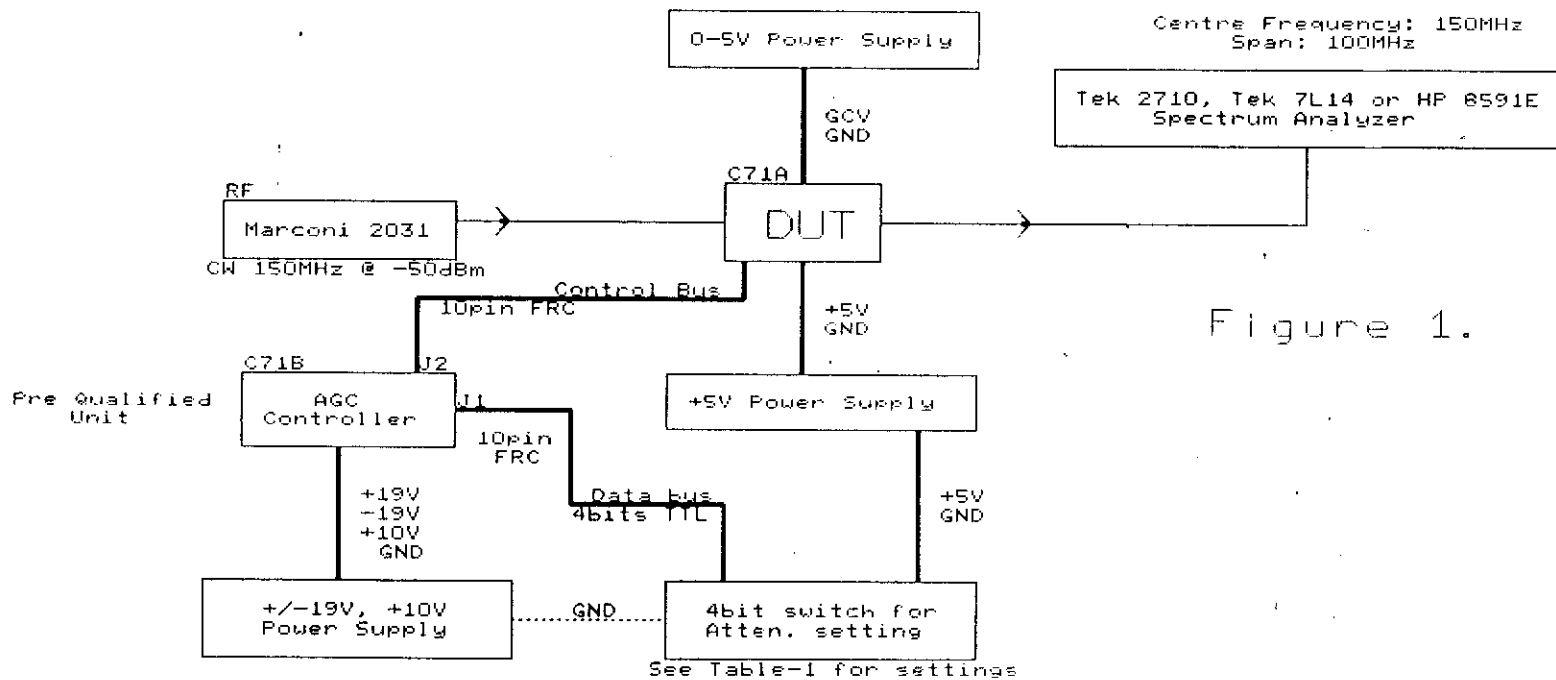 0-5V Power Supply
Centre Frequency: 150MHz
Span: 100MHz
Tek 2710, Tek 7L14 or HP 8591E
Spectrum Analyzer
GCV
GND
C71A
DUT
RF
Marconi 2031
CW 150MHz @ -50dBm
Control Bus
10pin FRC
+5V
GND
Figure 1.
C71B
J2
Pre Qualified
Unit
AGC
Controller
J1
+5V Power Supply
10pin
FRC
+19V
-19V
+10V
GND
Data bus
4bits TTL
+5V
GND
+/-19V, +10V
Power Supply
GND
4bit switch for
Atten. setting
See Table-1 for settings